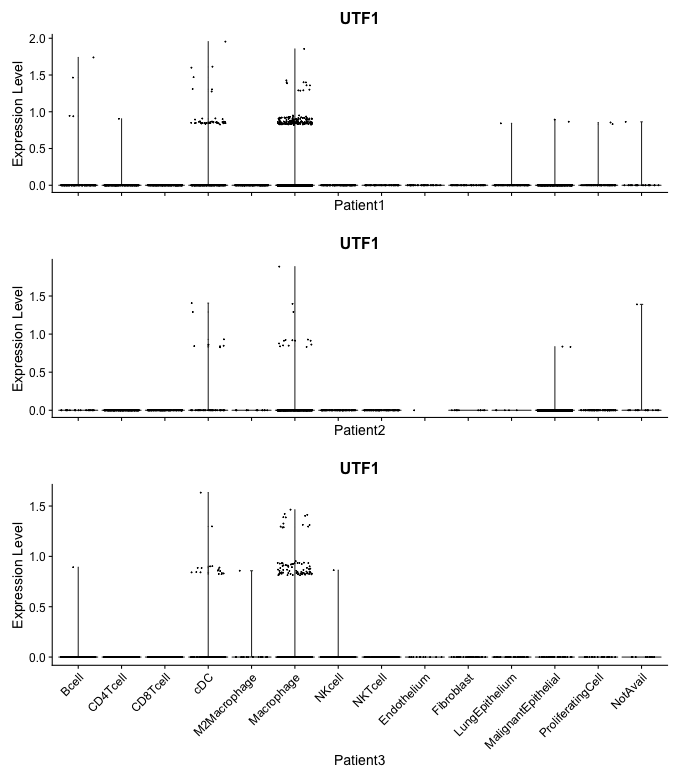 UTF1
Expression Level
2.0
1.5
1.0
0.5
0.0
Patient1
UTF1
Expression Level
1.5
1.0
0.5
0.0
Patient2
UTF1
Expression Level
1.5
1.0
0.5
0.0
Bcell
CD4Tcell
CD8Tcell
cDC
M2Macrophage
Macrophage
NKcell
NKTcell
Endothelium
Fibroblast
LungEpithelium
MalignantEpithelial
ProliferatingCell
NotAvail
Patient3